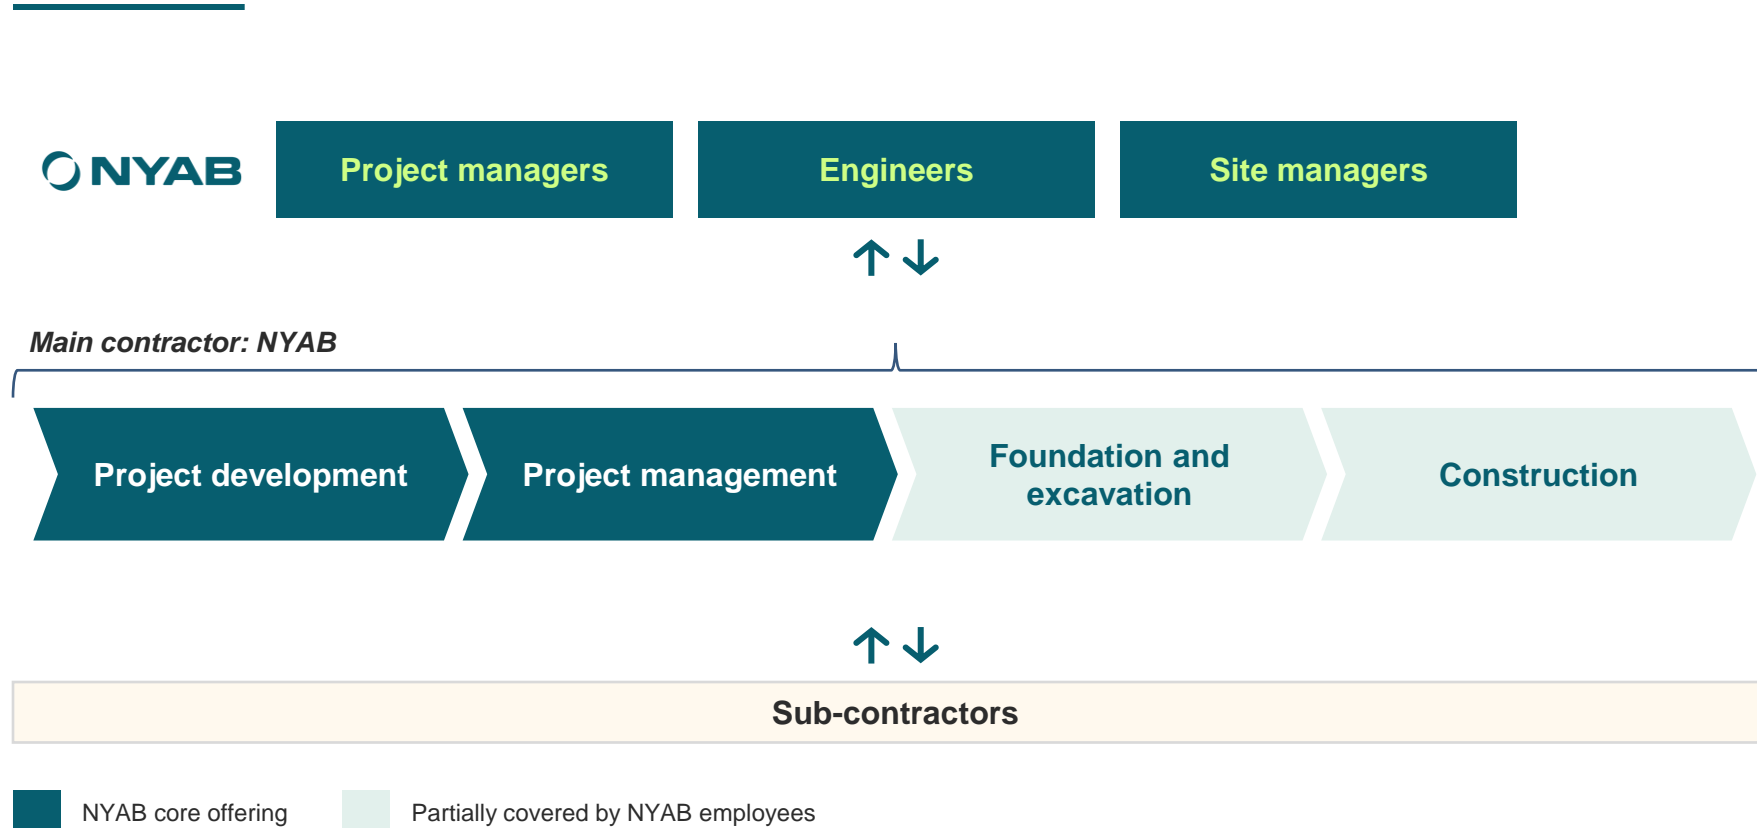 NYAB
Project managers
Engineers
Site managers
Main contractor: NYAB
Project development
Project management
Foundation and
excavation
Construction
Sub-contractors
NYAB core offering
Partially covered by NYAB employees